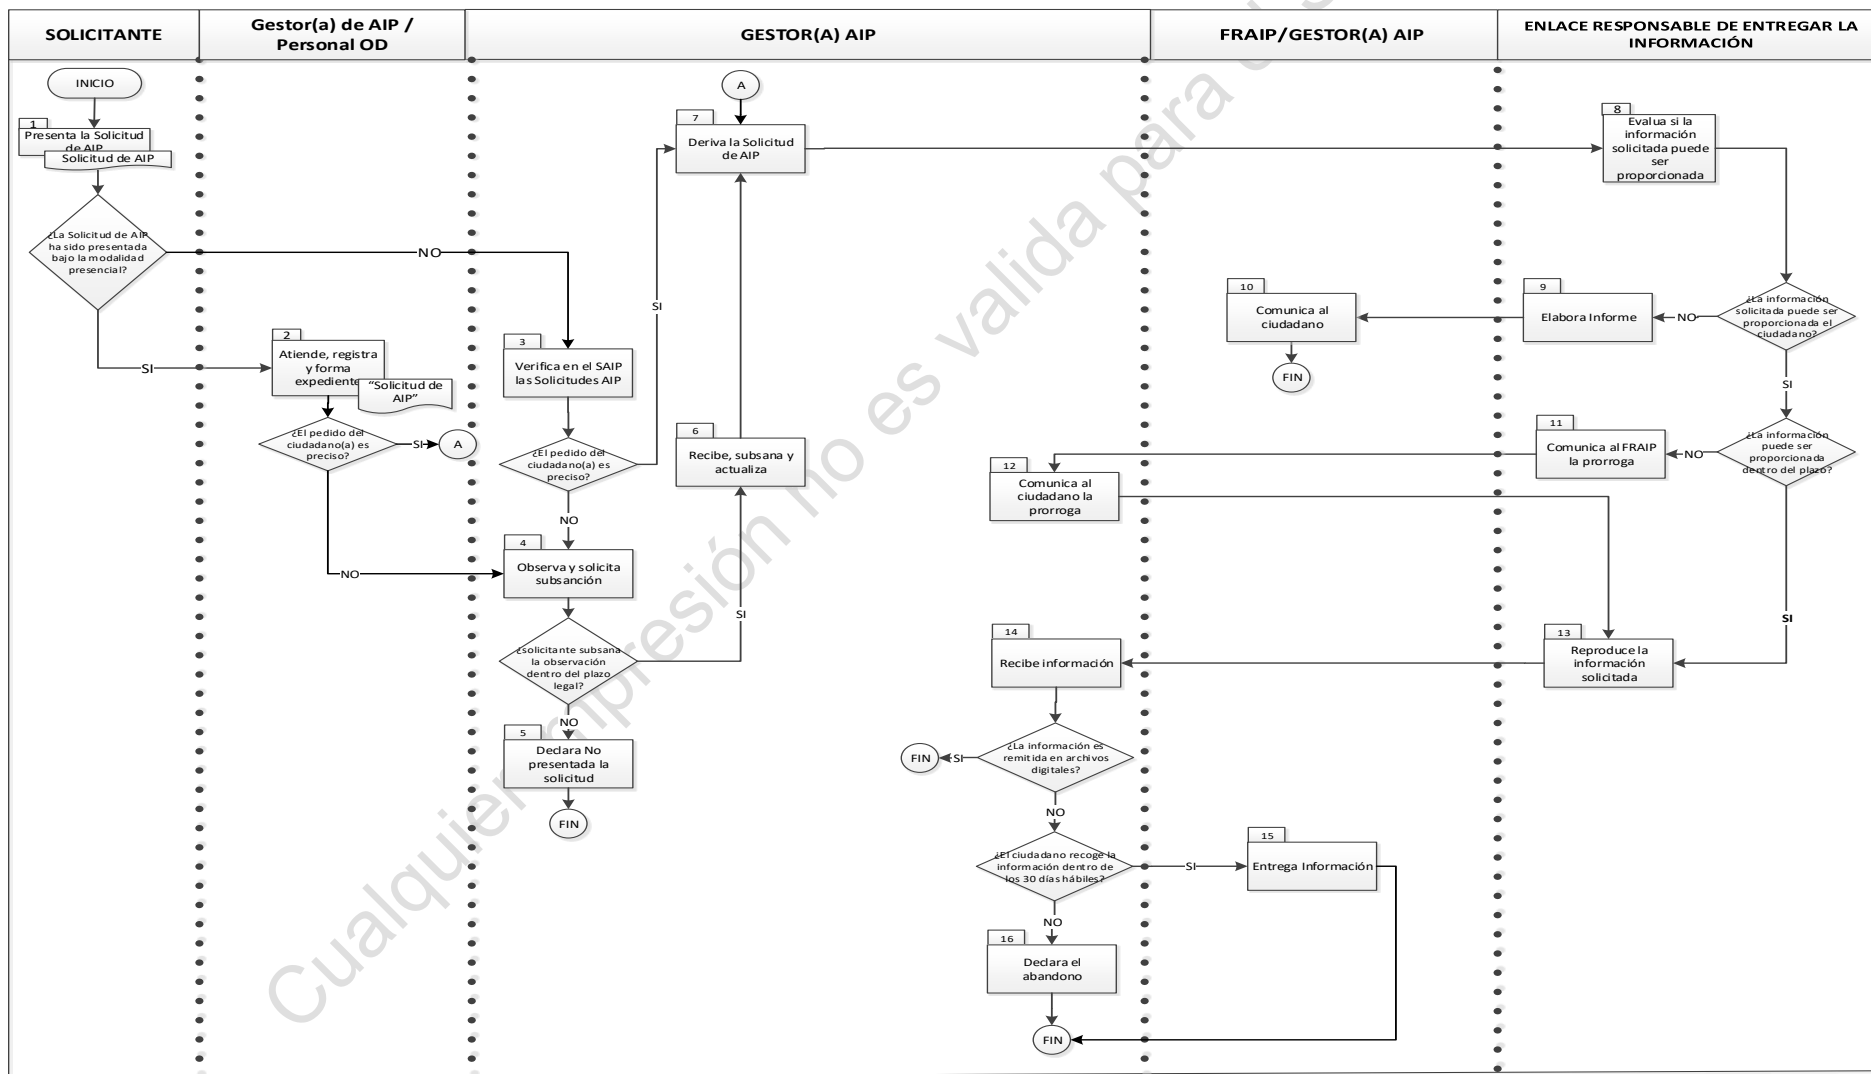 SOLICITANTE
Gestor(a) de AIP /
Personal OD
GESTOR(A) AIP
FRAIP/GESTOR(A) AIP
ENLACE RESPONSABLE DE ENTREGAR LA
INFORMACIÓN
INICIO
1
Presenta la Solicitud
de AIP
Solicitud de AIP
¿La Solicitud de AIP
ha sido presentada
bajo la modalidad
presencial?
NO
SI
2
Atiende, registra
y forma
expediente
“Solicitud de
AIP”
¿El pedido del
ciudadano(a) es
preciso?
SI
A
NO
3
Verifica en el SAIP
las Solicitudes AIP
¿El pedido del
ciudadano(a) es
preciso?
SI
NO
4
Observa y solicita
subsanción
¿solicitante subsana
la observación
dentro del plazo
legal?
SI
NO
5
Declara No
presentada la
solicitud
FIN
6
Recibe, subsana y
actualiza
A
7
Deriva la Solicitud
de AIP
8
Evalua si la
información
solicitada puede
ser
proporcionada
¿La información
solicitada puede ser
proporcionada el
ciudadano?
NO
9
Elabora Informe
10
Comunica al
ciudadano
FIN
SI
¿La información
puede ser
proporcionada
dentro del plazo?
NO
11
Comunica al FRAIP
la prorroga
12
Comunica al
ciudadano la
prorroga
SI
13
Reproduce la
información
solicitada
14
Recibe información
¿La información es
remitida en archivos
digitales?
SI
FIN
NO
¿El ciudadano recoge la
información dentro de
los 30 días hábiles?
SI
15
Entrega Información
NO
16
Declara el
abandono
FIN
Cualquier impresión no es valida para